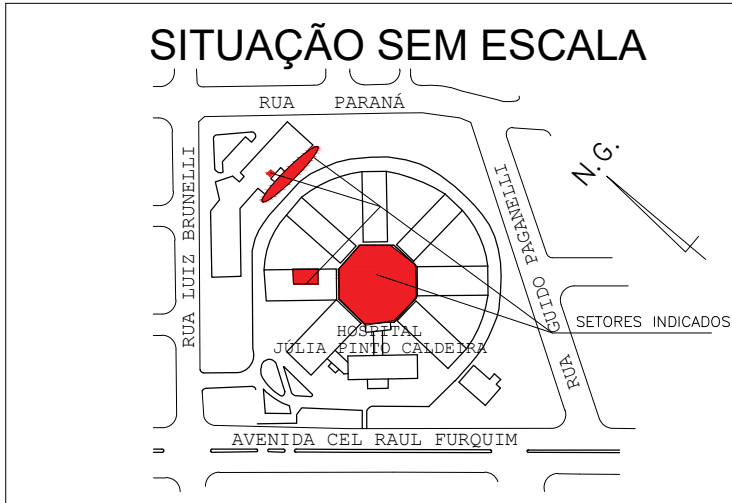 SITUAÇÃO SEM ESCALA
RUA PARANÁ
N.G.
RUA LUIZ BRUNELLI
RUA GUIDO PAGANELLI
SETORES INDICADOS
HOSPITAL
JÚLIA PINTO CALDEIRA
AVENIDA CEL RAUL FURQUIM